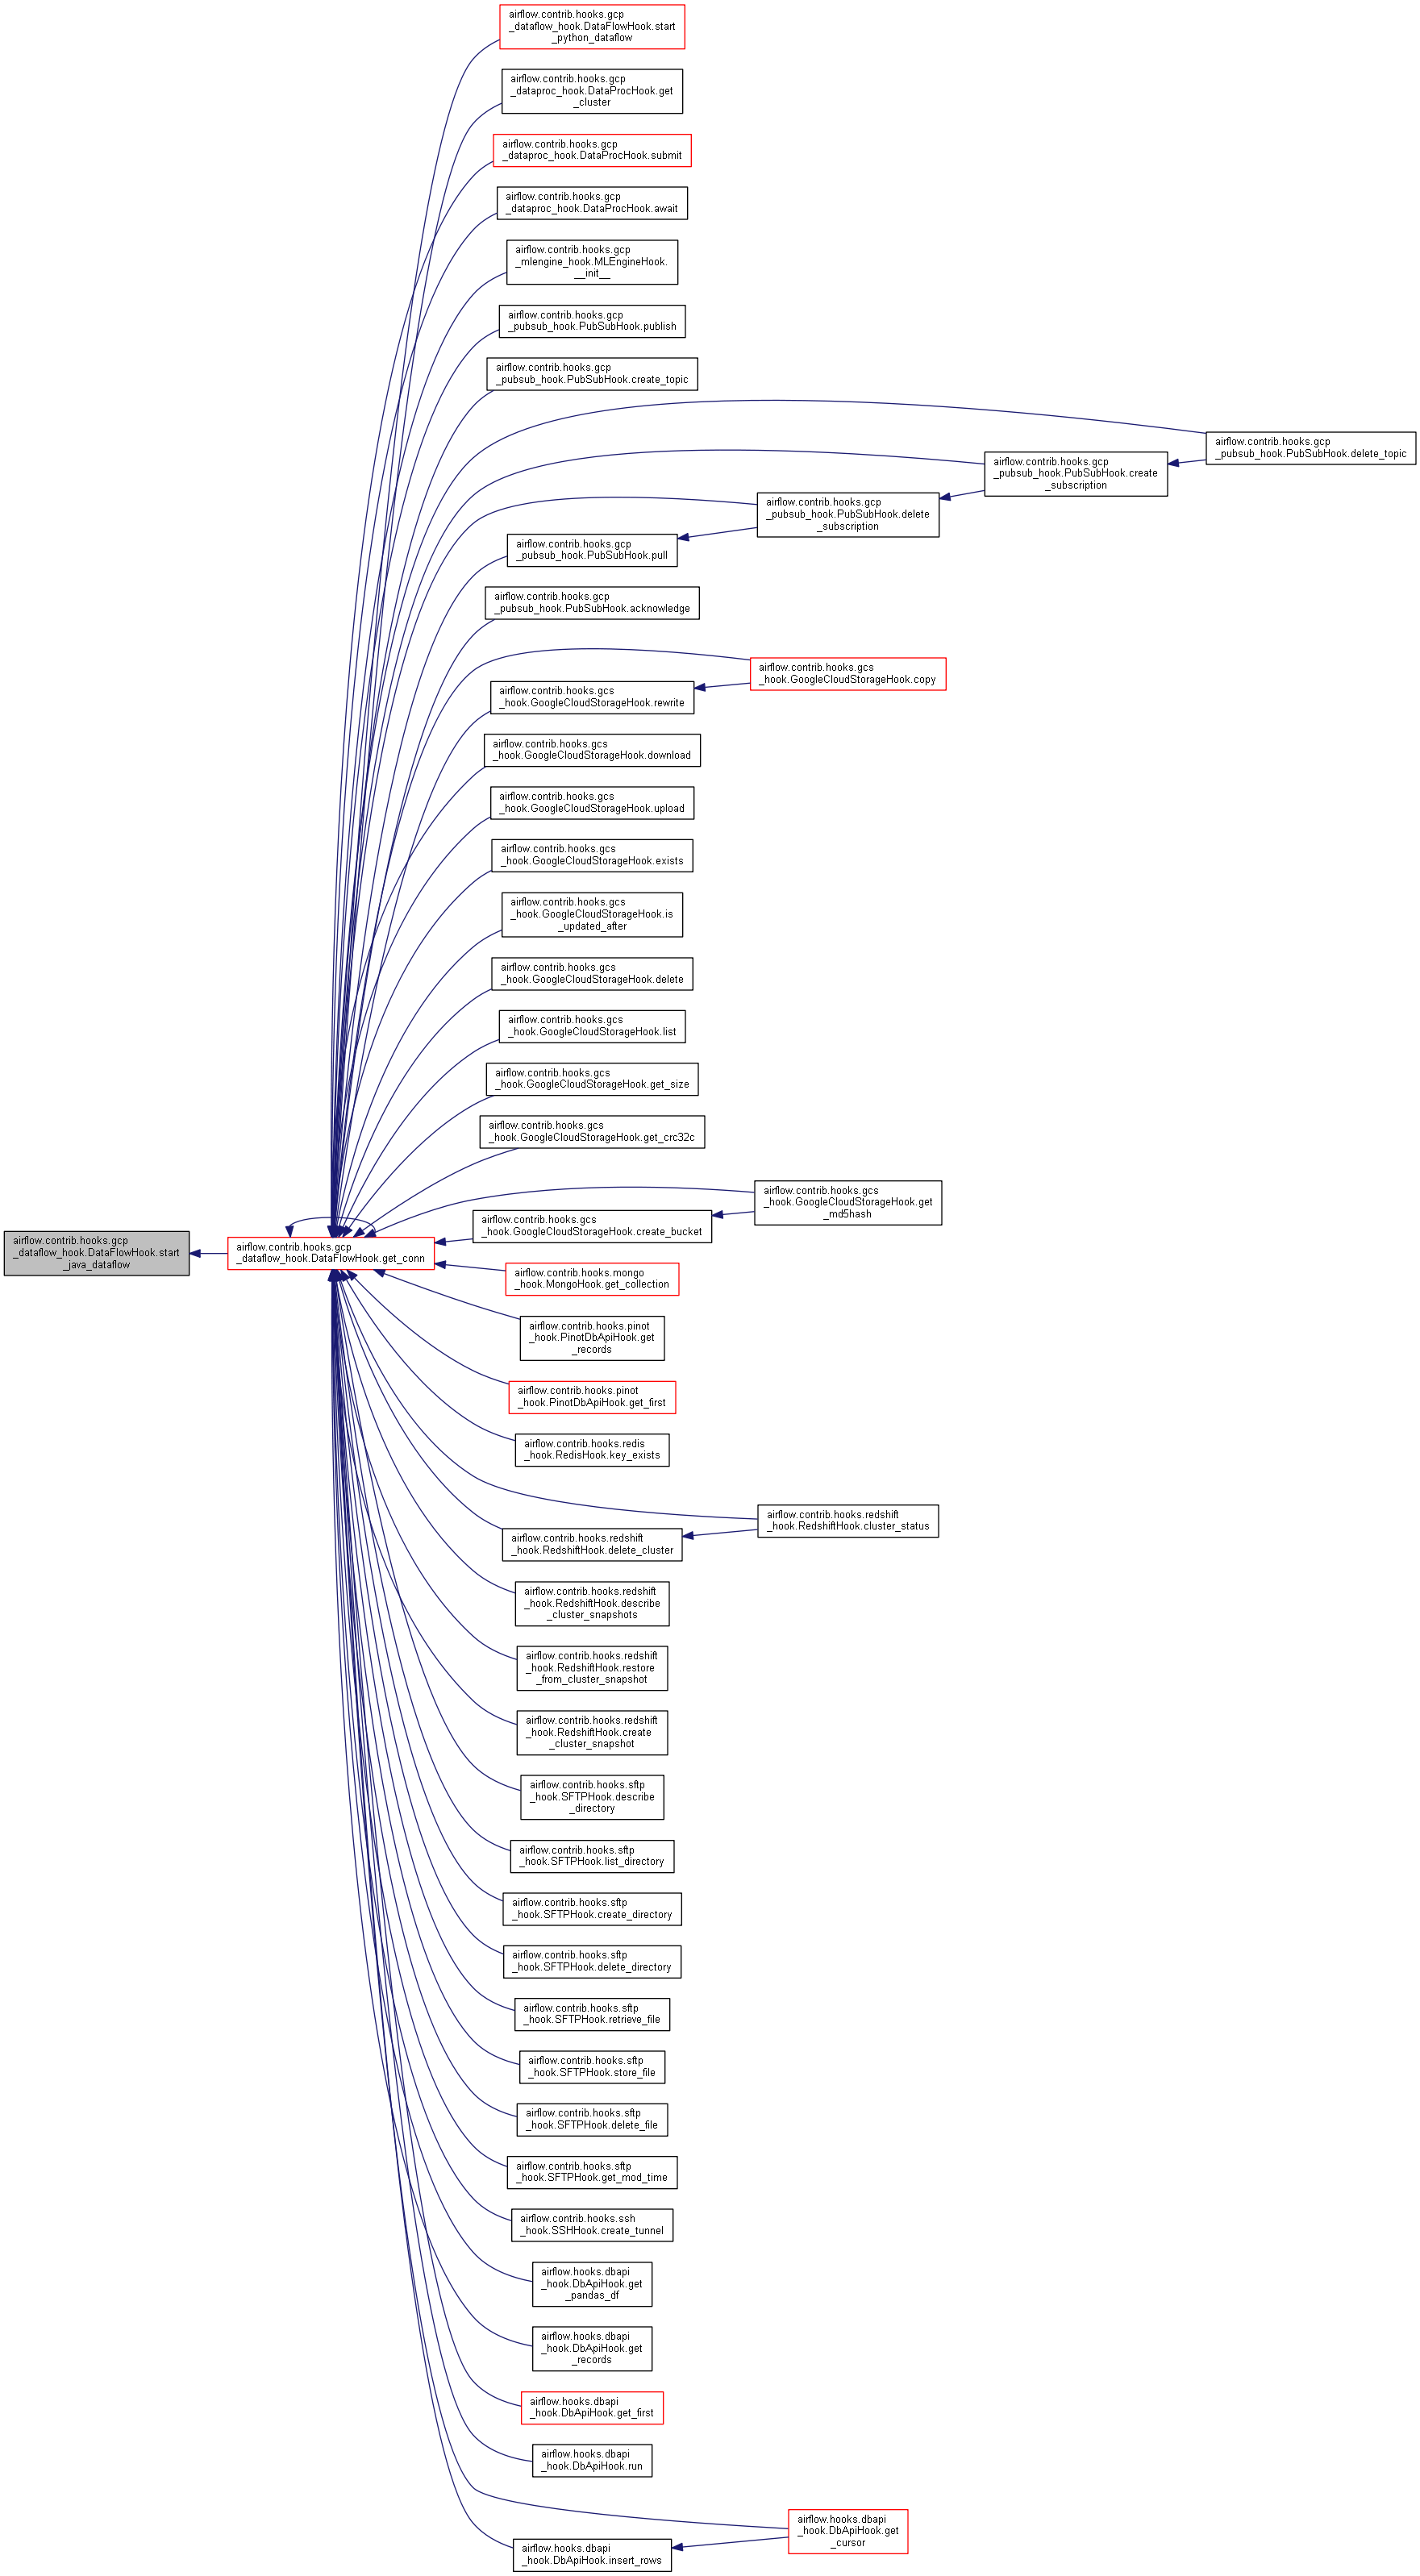 airflow.contrib.hooks.gcp
_dataflow_hook.DataFlowHook.start
_python_dataflow
airflow.contrib.hooks.gcp
_dataproc_hook.DataProcHook.get
_cluster
airflow.contrib.hooks.gcp
_dataproc_hook.DataProcHook.submit
airflow.contrib.hooks.gcp
_dataproc_hook.DataProcHook.await
airflow.contrib.hooks.gcp
_mlengine_hook.MLEngineHook.
__init__
airflow.contrib.hooks.gcp
_pubsub_hook.PubSubHook.publish
airflow.contrib.hooks.gcp
_pubsub_hook.PubSubHook.create_topic
airflow.contrib.hooks.gcp
_pubsub_hook.PubSubHook.delete_topic
airflow.contrib.hooks.gcp
_pubsub_hook.PubSubHook.create
_subscription
airflow.contrib.hooks.gcp
_pubsub_hook.PubSubHook.delete
_subscription
airflow.contrib.hooks.gcp
_pubsub_hook.PubSubHook.pull
airflow.contrib.hooks.gcp
_pubsub_hook.PubSubHook.acknowledge
airflow.contrib.hooks.gcs
_hook.GoogleCloudStorageHook.copy
airflow.contrib.hooks.gcs
_hook.GoogleCloudStorageHook.rewrite
airflow.contrib.hooks.gcs
_hook.GoogleCloudStorageHook.download
airflow.contrib.hooks.gcs
_hook.GoogleCloudStorageHook.upload
airflow.contrib.hooks.gcs
_hook.GoogleCloudStorageHook.exists
airflow.contrib.hooks.gcs
_hook.GoogleCloudStorageHook.is
_updated_after
airflow.contrib.hooks.gcs
_hook.GoogleCloudStorageHook.delete
airflow.contrib.hooks.gcs
_hook.GoogleCloudStorageHook.list
airflow.contrib.hooks.gcs
_hook.GoogleCloudStorageHook.get_size
airflow.contrib.hooks.gcs
_hook.GoogleCloudStorageHook.get_crc32c
airflow.contrib.hooks.gcs
_hook.GoogleCloudStorageHook.get
_md5hash
airflow.contrib.hooks.gcs
_hook.GoogleCloudStorageHook.create_bucket
airflow.contrib.hooks.gcp
_dataflow_hook.DataFlowHook.start
_java_dataflow
airflow.contrib.hooks.gcp
_dataflow_hook.DataFlowHook.get_conn
airflow.contrib.hooks.mongo
_hook.MongoHook.get_collection
airflow.contrib.hooks.pinot
_hook.PinotDbApiHook.get
_records
airflow.contrib.hooks.pinot
_hook.PinotDbApiHook.get_first
airflow.contrib.hooks.redis
_hook.RedisHook.key_exists
airflow.contrib.hooks.redshift
_hook.RedshiftHook.cluster_status
airflow.contrib.hooks.redshift
_hook.RedshiftHook.delete_cluster
airflow.contrib.hooks.redshift
_hook.RedshiftHook.describe
_cluster_snapshots
airflow.contrib.hooks.redshift
_hook.RedshiftHook.restore
_from_cluster_snapshot
airflow.contrib.hooks.redshift
_hook.RedshiftHook.create
_cluster_snapshot
airflow.contrib.hooks.sftp
_hook.SFTPHook.describe
_directory
airflow.contrib.hooks.sftp
_hook.SFTPHook.list_directory
airflow.contrib.hooks.sftp
_hook.SFTPHook.create_directory
airflow.contrib.hooks.sftp
_hook.SFTPHook.delete_directory
airflow.contrib.hooks.sftp
_hook.SFTPHook.retrieve_file
airflow.contrib.hooks.sftp
_hook.SFTPHook.store_file
airflow.contrib.hooks.sftp
_hook.SFTPHook.delete_file
airflow.contrib.hooks.sftp
_hook.SFTPHook.get_mod_time
airflow.contrib.hooks.ssh
_hook.SSHHook.create_tunnel
airflow.hooks.dbapi
_hook.DbApiHook.get
_pandas_df
airflow.hooks.dbapi
_hook.DbApiHook.get
_records
airflow.hooks.dbapi
_hook.DbApiHook.get_first
airflow.hooks.dbapi
_hook.DbApiHook.run
airflow.hooks.dbapi
_hook.DbApiHook.get
_cursor
airflow.hooks.dbapi
_hook.DbApiHook.insert_rows